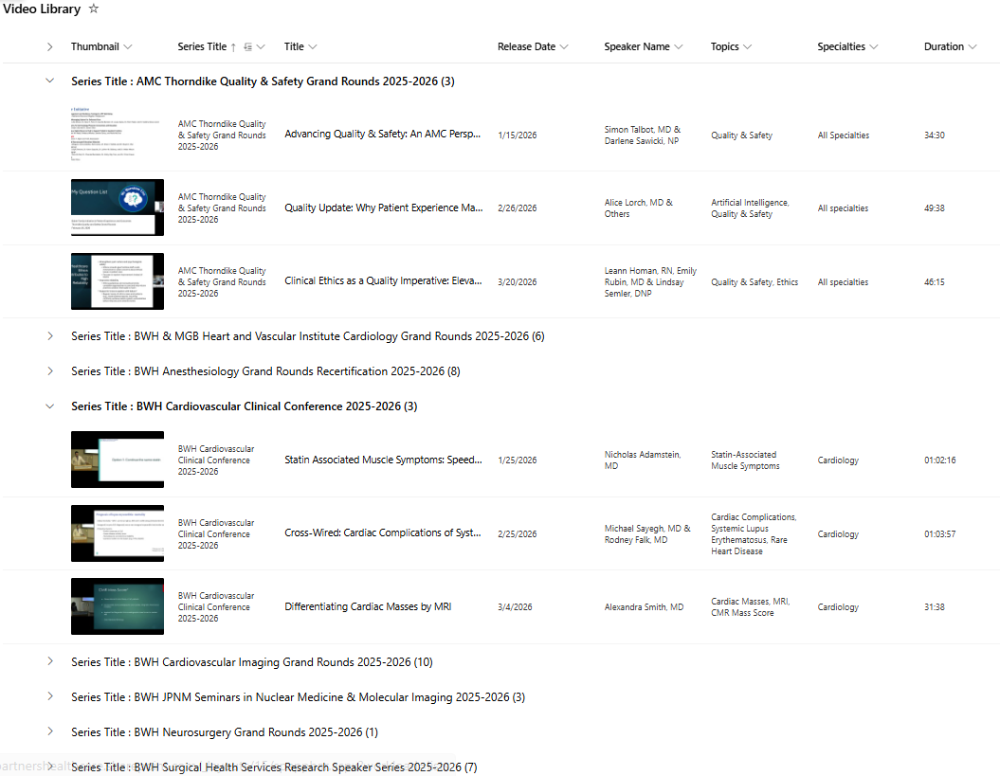 Video Library
Thumbnail Series Title Title Release Date Speaker Name Topics Specialties Duration
Series Title : AMC Thorndike Quality & Safety Grand Rounds 2025-2026 (3)
AMC Thorndike Quality
& Safety Grand Rounds
2025-2026
Advancing Quality & Safety: An AMC Persp...
1/15/2026
Simon Talbot, MD &
Darlene Sawicki, NP
Quality & Safety
All Specialties
34:30
My Question List
AMC Thorndike Quality
& Safety Grand Rounds
2025-2026
Quality Update: Why Patient Experience Ma...
2/26/2026
Alice Lorch, MD &
Others
Artificial Intelligence,
Quality & Safety
All specialties
49:38
AMC Thorndike Quality
& Safety Grand Rounds
2025-2026
Clinical Ethics as a Quality Imperative: Eleva...
3/20/2026
Leann Homan, RN, Emily
Rubin, MD & Lindsay
Semler, DNP
Quality & Safety, Ethics
All specialties
46:15
Series Title : BWH & MGB Heart and Vascular Institute Cardiology Grand Rounds 2025-2026 (6)
Series Title : BWH Anesthesiology Grand Rounds Recertification 2025-2026 (8)
Series Title : BWH Cardiovascular Clinical Conference 2025-2026 (3)
BWH Cardiovascular
Clinical Conference
2025-2026
Statin Associated Muscle Symptoms: Speed...
1/25/2026
Nicholas Adamstein,
MD
Statin-Associated
Muscle Symptoms
Cardiology
01:02:16
BWH Cardiovascular
Clinical Conference
2025-2026
Cross-Wired: Cardiac Complications of Syst...
2/25/2026
Michael Sayegh, MD &
Rodney Falk, MD
Cardiac Complications,
Systemic Lupus
Erythematosus, Rare
Heart Disease
Cardiology
01:03:57
BWH Cardiovascular
Clinical Conference
2025-2026
Differentiating Cardiac Masses by MRI
3/4/2026
Alexandra Smith, MD
Cardiac Masses, MRI,
CMR Mass Score
Cardiology
31:38
Series Title : BWH Cardiovascular Imaging Grand Rounds 2025-2026 (10)
Series Title : BWH JPNM Seminars in Nuclear Medicine & Molecular Imaging 2025-2026 (3)
Series Title : BWH Neurosurgery Grand Rounds 2025-2026 (1)
Series Title : BWH Surgical Health Services Research Speaker Series 2025-2026 (7)